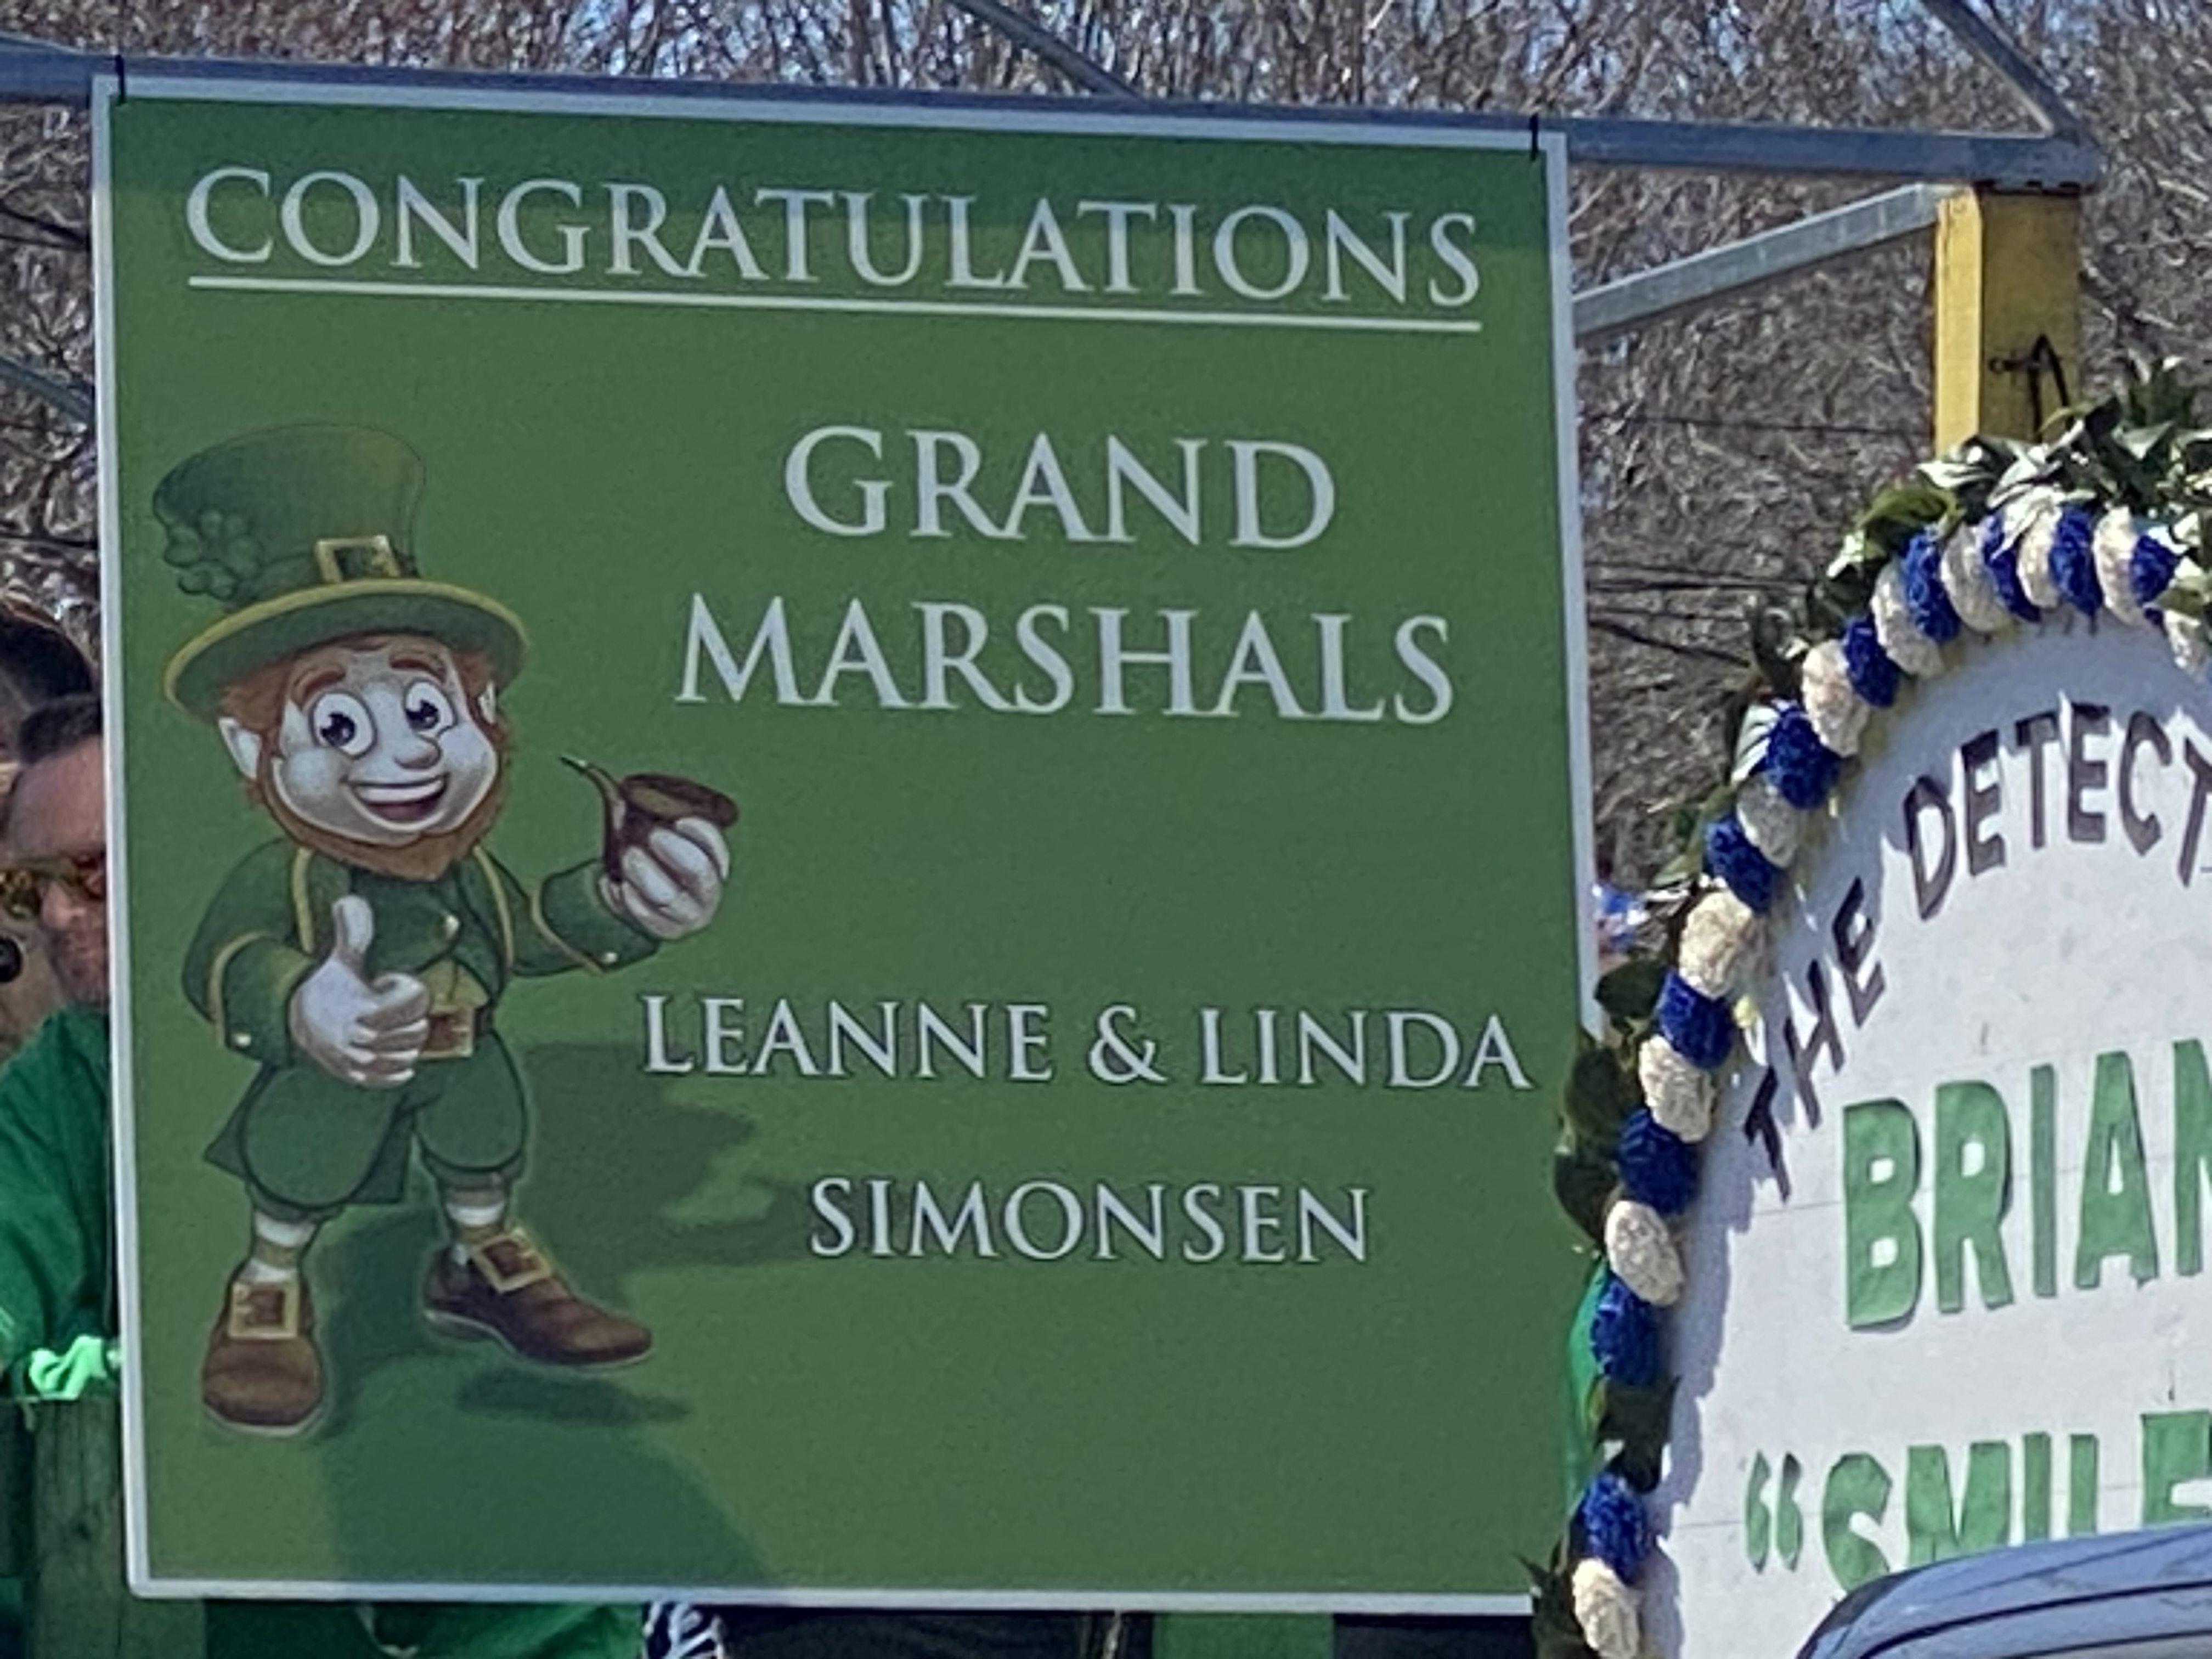 CONGRATULATIONS
GRAND
MARSHALS
LEANNE & LINDA
SIMONSEN
THE DETECT
BRIAN
"SMILE